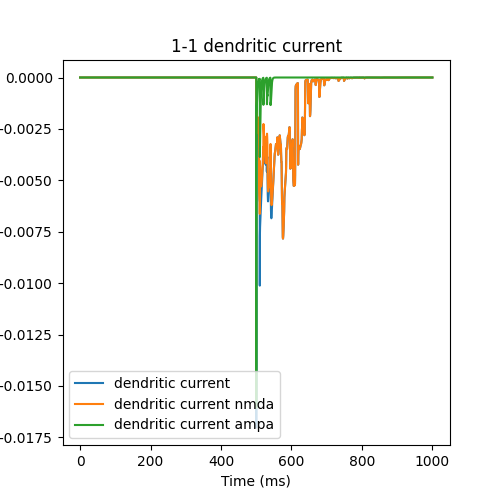 1-1 dendritic current
0.0000
-0.0025
-0.0050
-0.0075
-0.0100
-0.0125
-0.0150
-0.0175
dendritic current
dendritic current nmda
dendritic current ampa
0 200 400 600 800 1000
Time (ms)